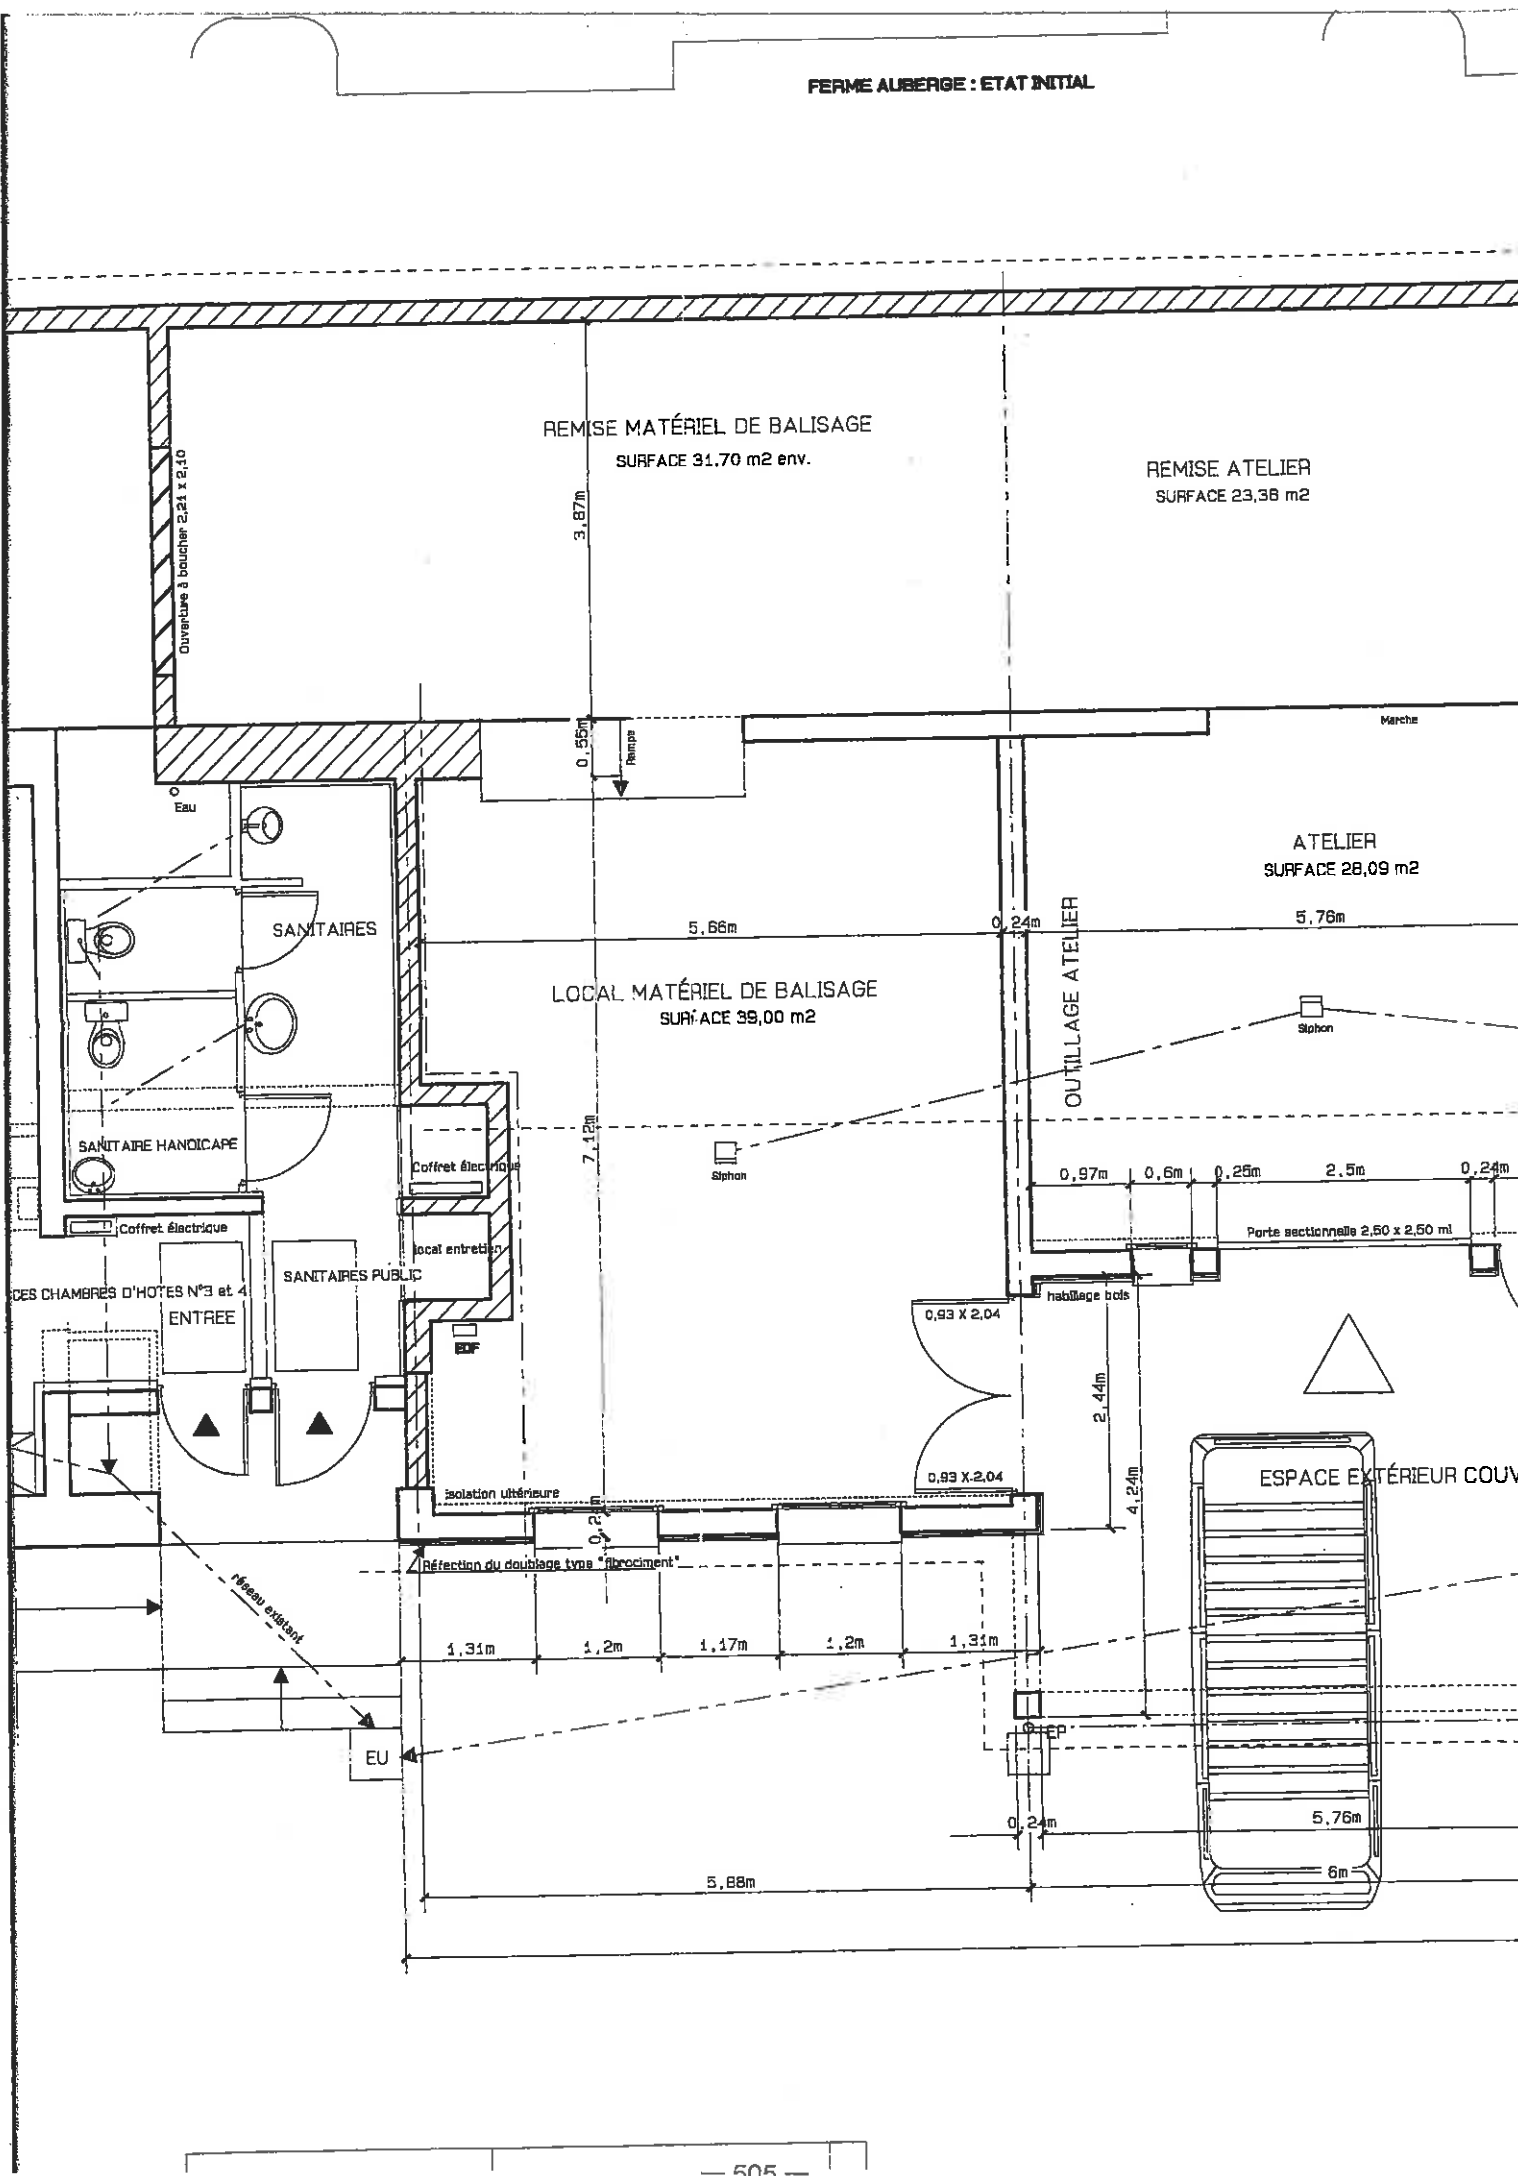 FERME AUBERGE : ETAT INITIAL
REMISE MATÉRIEL DE BALISAGE
SURFACE 31.70 m2 env.
REMISE ATELIER
SURFACE 23,38 m2
Ouverture à boucher 2,21 x 2,10
3,87m
Marche
0,55m
Rampe
Eau
ATELIER
SURFACE 28,09 m2
SANITAIRES
5,66m
0,24m
5,76m
OUTILLAGE ATELIER
LOCAL MATÉRIEL DE BALISAGE
SURFACE 39,00 m2
Siphon
7,12m
SANITAIRE HANDICAPE
Coffret électrique
Siphon
0,97m
0,6m
0,25m
2.5m
0,24m
Coffret électrique
local entretien
Porte sectionnelle 2,50 x 2,50 ml
SANITAIRES PUBLIC
CES CHAMBRES D'HOTES N°3 et 4
ENTREE
habillage bois
0,93 X 2,04
EDF
2,44m
4,24m
0,93 X 2,04
ESPACE EXTÉRIEUR COUV
isolation ultérieure
Réfection du doublage type "fibrociment"
réseau existant
1,31m
1,2m
1,17m
1,2m
1,31m
EU
EP
0,24m
5,76m
5,88m
6m
— 505 —